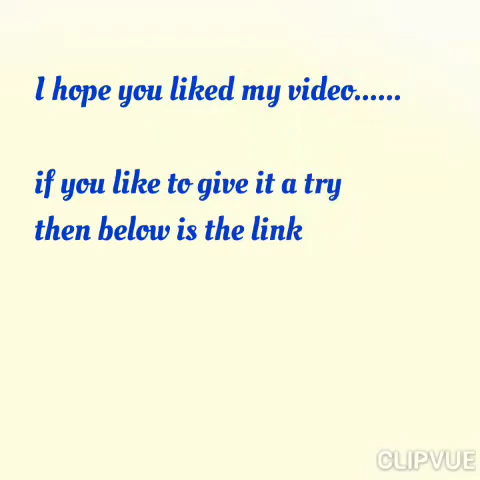 I hope you liked my video......
if you like to give it a try
then below is the link
CLIPVUE